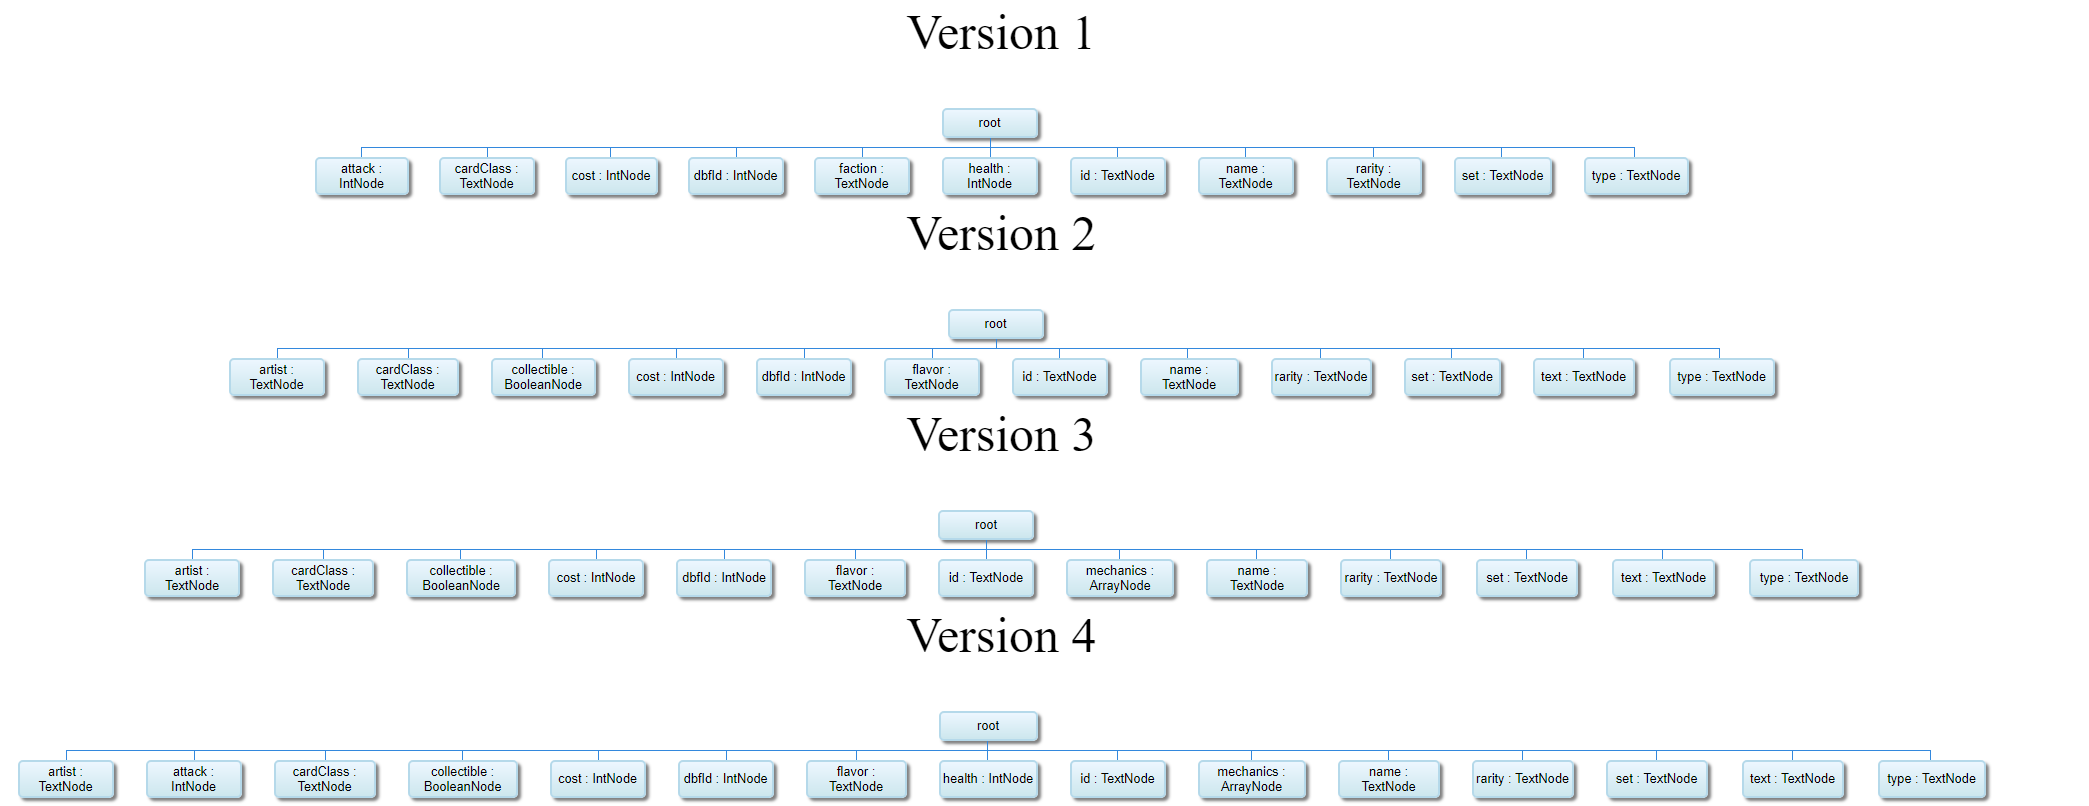 Version 1
root
attack :
IntNode
cardClass :
TextNode
cost : IntNode
dbfId : IntNode
faction :
TextNode
health :
IntNode
id : TextNode
name :
TextNode
rarity :
TextNode
set : TextNode
type : TextNode
Version 2
root
artist :
TextNode
cardClass :
TextNode
collectible :
BooleanNode
cost : IntNode
dbfId : IntNode
flavor :
TextNode
id : TextNode
name :
TextNode
rarity : TextNode
set : TextNode
text : TextNode
type : TextNode
Version 3
root
artist :
TextNode
cardClass :
TextNode
collectible :
BooleanNode
cost : IntNode
dbfId : IntNode
flavor :
TextNode
id : TextNode
mechanics :
ArrayNode
name :
TextNode
rarity : TextNode
set : TextNode
text : TextNode
type : TextNode
Version 4
root
artist :
TextNode
attack :
IntNode
cardClass :
TextNode
collectible :
BooleanNode
cost : IntNode
dbfId : IntNode
flavor :
TextNode
health : IntNode
id : TextNode
mechanics :
ArrayNode
name :
TextNode
rarity : TextNode
set : TextNode
text : TextNode
type : TextNode